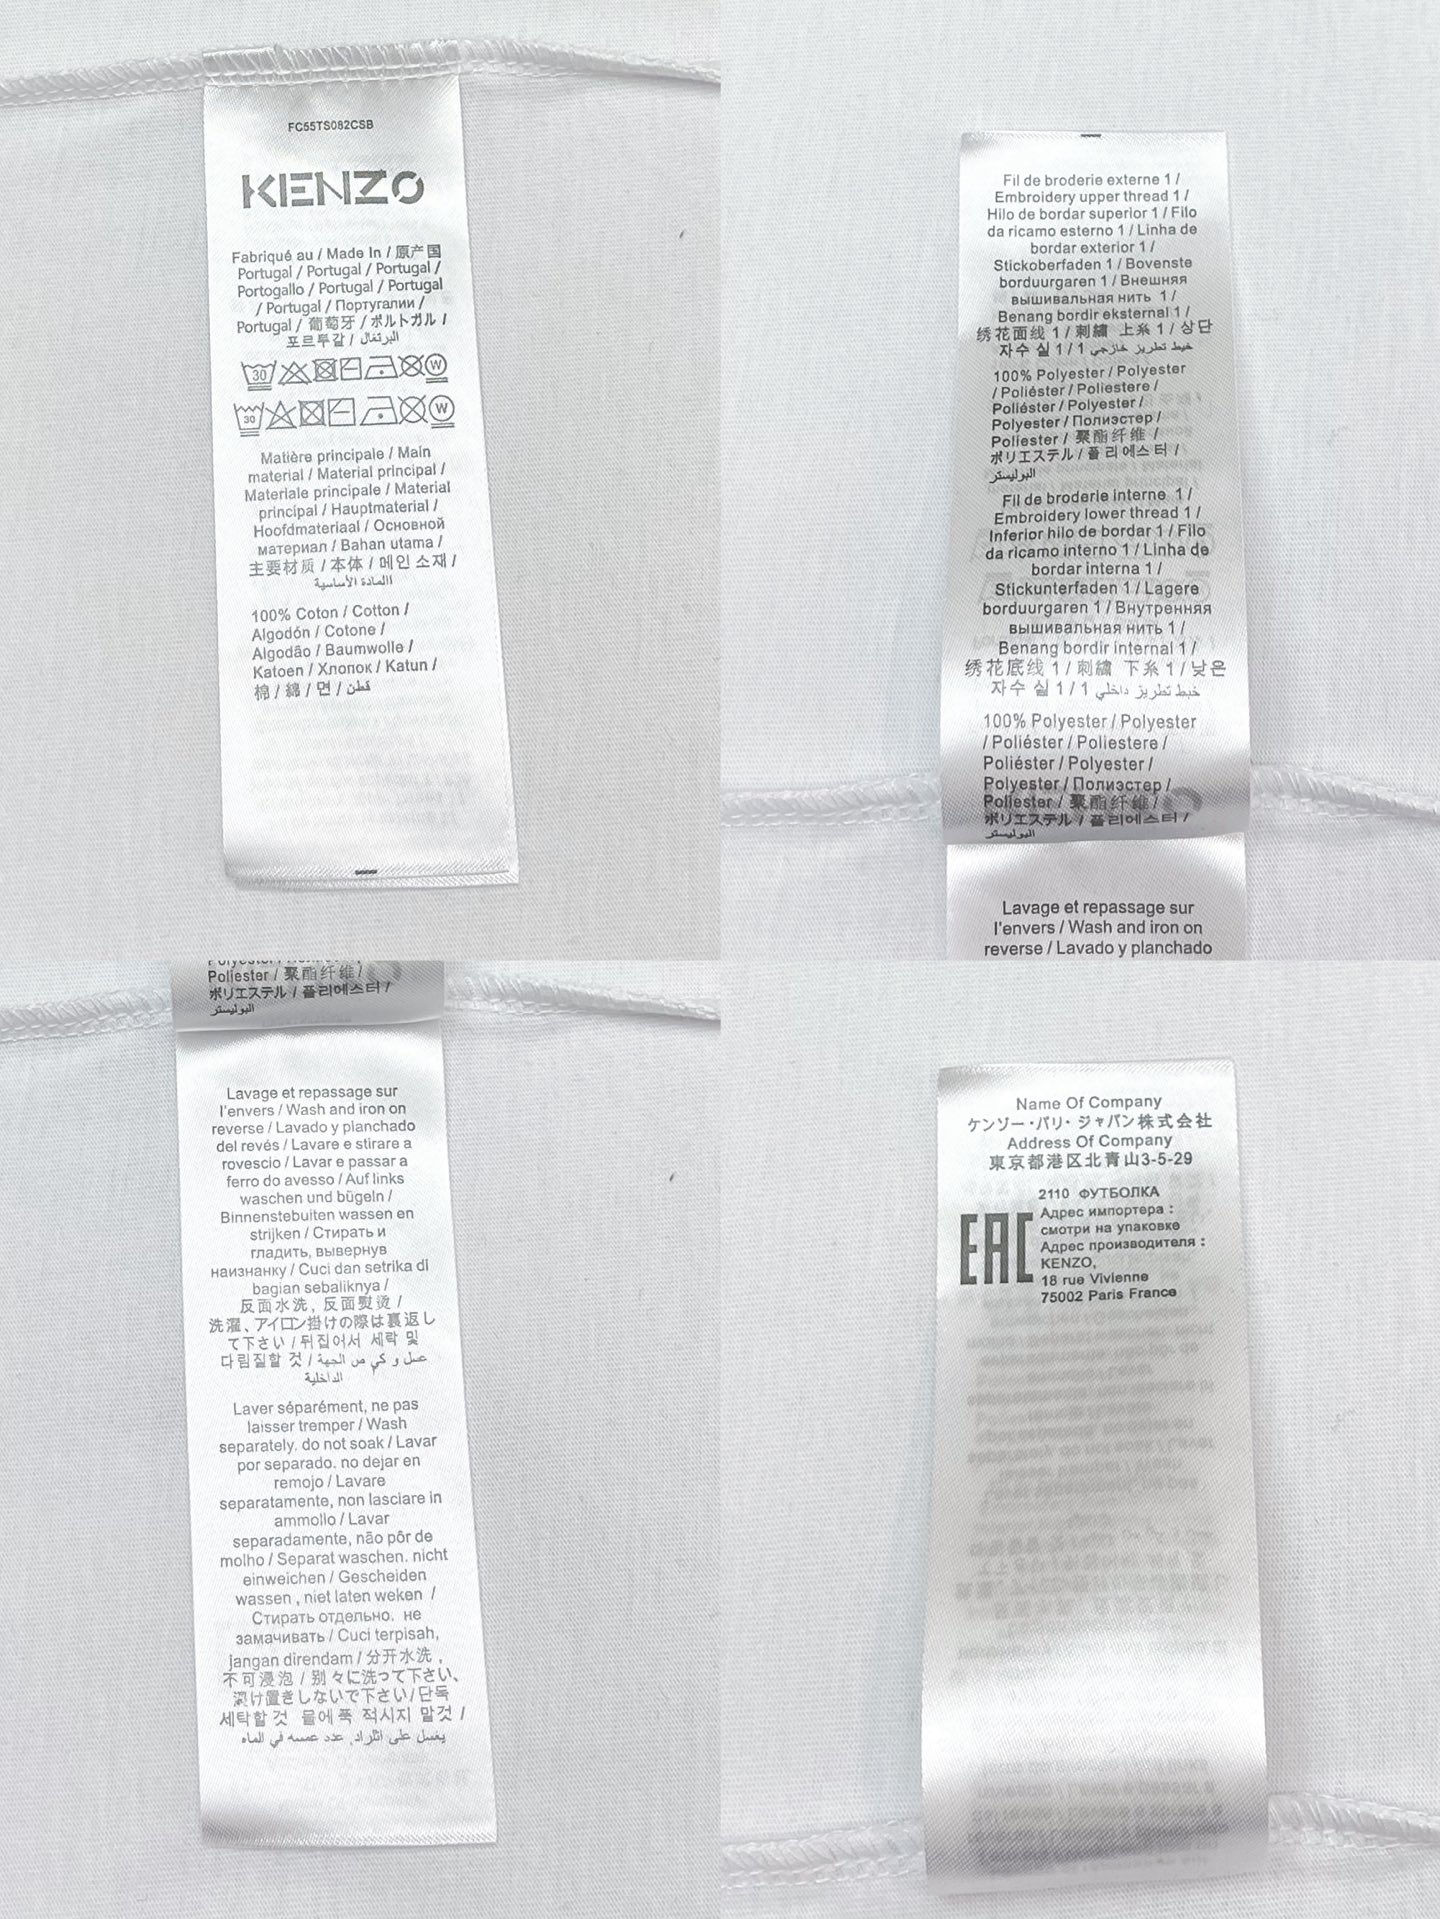 FC55TS082CSB
KENZO
Fabriqué au / Made In / 原产国
Portugal / Portugal / Portugal /
Portogallo / Portugal / Portugal
/ Portugal / Португалии /
Portugal / 葡萄牙 / ポルトガル /
포르투갈 / البرتغال
30 W
30 W
Matière principale / Main
material / Material principal /
Materiale principale / Material
principal / Hauptmaterial /
Hoofdmateriaal / Основной
материал / Bahan utama /
主要材质 / 本体 / 메인 소재 /
االمادة الأساسية
100% Coton / Cotton /
Algodón / Cotone /
Algodão / Baumwolle /
Katoen / Хлопок / Katun /
棉 / 綿 / 면 / قطن
Fil de broderie externe 1 /
Embroidery upper thread 1 /
Hilo de bordar superior 1 / Filo
da ricamo esterno 1 / Linha de
bordar exterior 1 /
Stickoberfaden 1 / Bovenste
borduurgaren 1 / Внешняя
вышивальная нить 1 /
Benang bordir eksternal 1 /
绣花面线 1 / 刺繍 上糸 1 / 상단
자수 실 1 / 1 خيط تطريز خارجي
100% Polyester / Polyester
/ Poliéster / Poliestere /
Poliéster / Polyester /
Polyester / Полиэстер /
Poliester / 聚酯纤维 /
ポリエステル / 폴리에스터 /
البوليستر
Fil de broderie interne 1 /
Embroidery lower thread 1 /
Inferior hilo de bordar 1 / Filo
da ricamo interno 1 / Linha de
bordar interna 1 /
Stickunterfaden 1 / Lagere
borduurgaren 1 / Внутренняя
вышивальная нить 1 /
Benang bordir internal 1 /
绣花底线 1 / 刺繍 下糸 1 / 낮은
자수 실 1 / 1 خيط تطريز داخلي
100% Polyester / Polyester
/ Poliéster / Poliestere /
Poliéster / Polyester /
Polyester / Полиэстер /
Poliester / 聚酯纤维 /
ポリエステル / 폴리에스터 /
البوليستر
Lavage et repassage sur
l'envers / Wash and iron on
reverse / Lavado y planchado
Poliester / 聚酯纤维 /
ポリエステル / 폴리에스터 /
البوليستر
Lavage et repassage sur
l'envers / Wash and iron on
reverse / Lavado y planchado
del revés / Lavare e stirare a
rovescio / Lavar e passar a
ferro do avesso / Auf links
waschen und bügeln /
Binnenstebuiten wassen en
strijken / Стирать и
гладить, вывернув
наизнанку / Cuci dan setrika di
bagian sebaliknya /
反面水洗, 反面熨烫 /
洗濯、アイロン掛けの際は裏返し
て下さい / 뒤집어서 세탁 및
다림질할 것 / عسل و كي من الجهة
الداخلية
Laver séparément, ne pas
laisser tremper / Wash
separately. do not soak / Lavar
por separado. no dejar en
remojo / Lavare
separatamente, non lasciare in
ammollo / Lavar
separadamente, não pôr de
molho / Separat waschen. nicht
einweichen / Gescheiden
wassen , niet laten weken /
Стирать отдельно. не
замачивать / Cuci terpisah,
jangan direndam / 分开水洗 ,
不可浸泡 / 别々に洗って下さい、
漬け置きしないで下さい / 단독
세탁할 것 물에 푹 적시지 말것 /
يغسل على
Name Of Company
ケンゾー・パリ・ジャパン株式会社
Address Of Company
東京都港区北青山3-5-29
EAC
2110 ФУТБОЛКА
Адрес импортера :
смотри на упаковке
Адрес производителя :
KENZO,
18 rue Vivienne
75002 Paris France